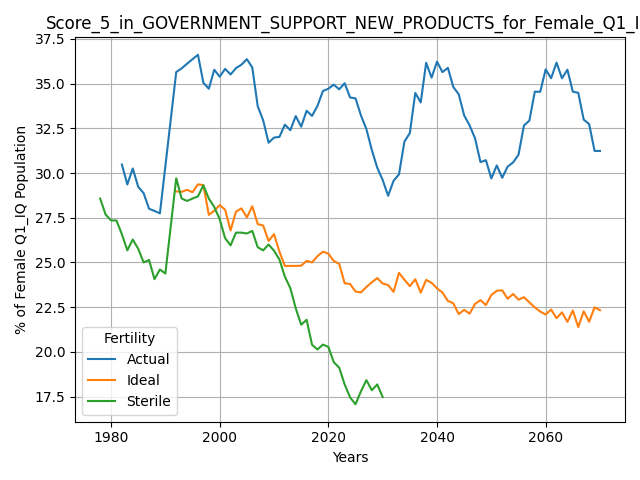 Score_5_in_GOVERNMENT_SUPPORT_NEW_PRODUCTS_for_Female_Q1_I
37.5
35.0
32.5
30.0
27.5
25.0
22.5
20.0
17.5
% of Female Q1_IQ Population
Fertility
Actual
Ideal
Sterile
1980 2000 2020 2040 2060
Years